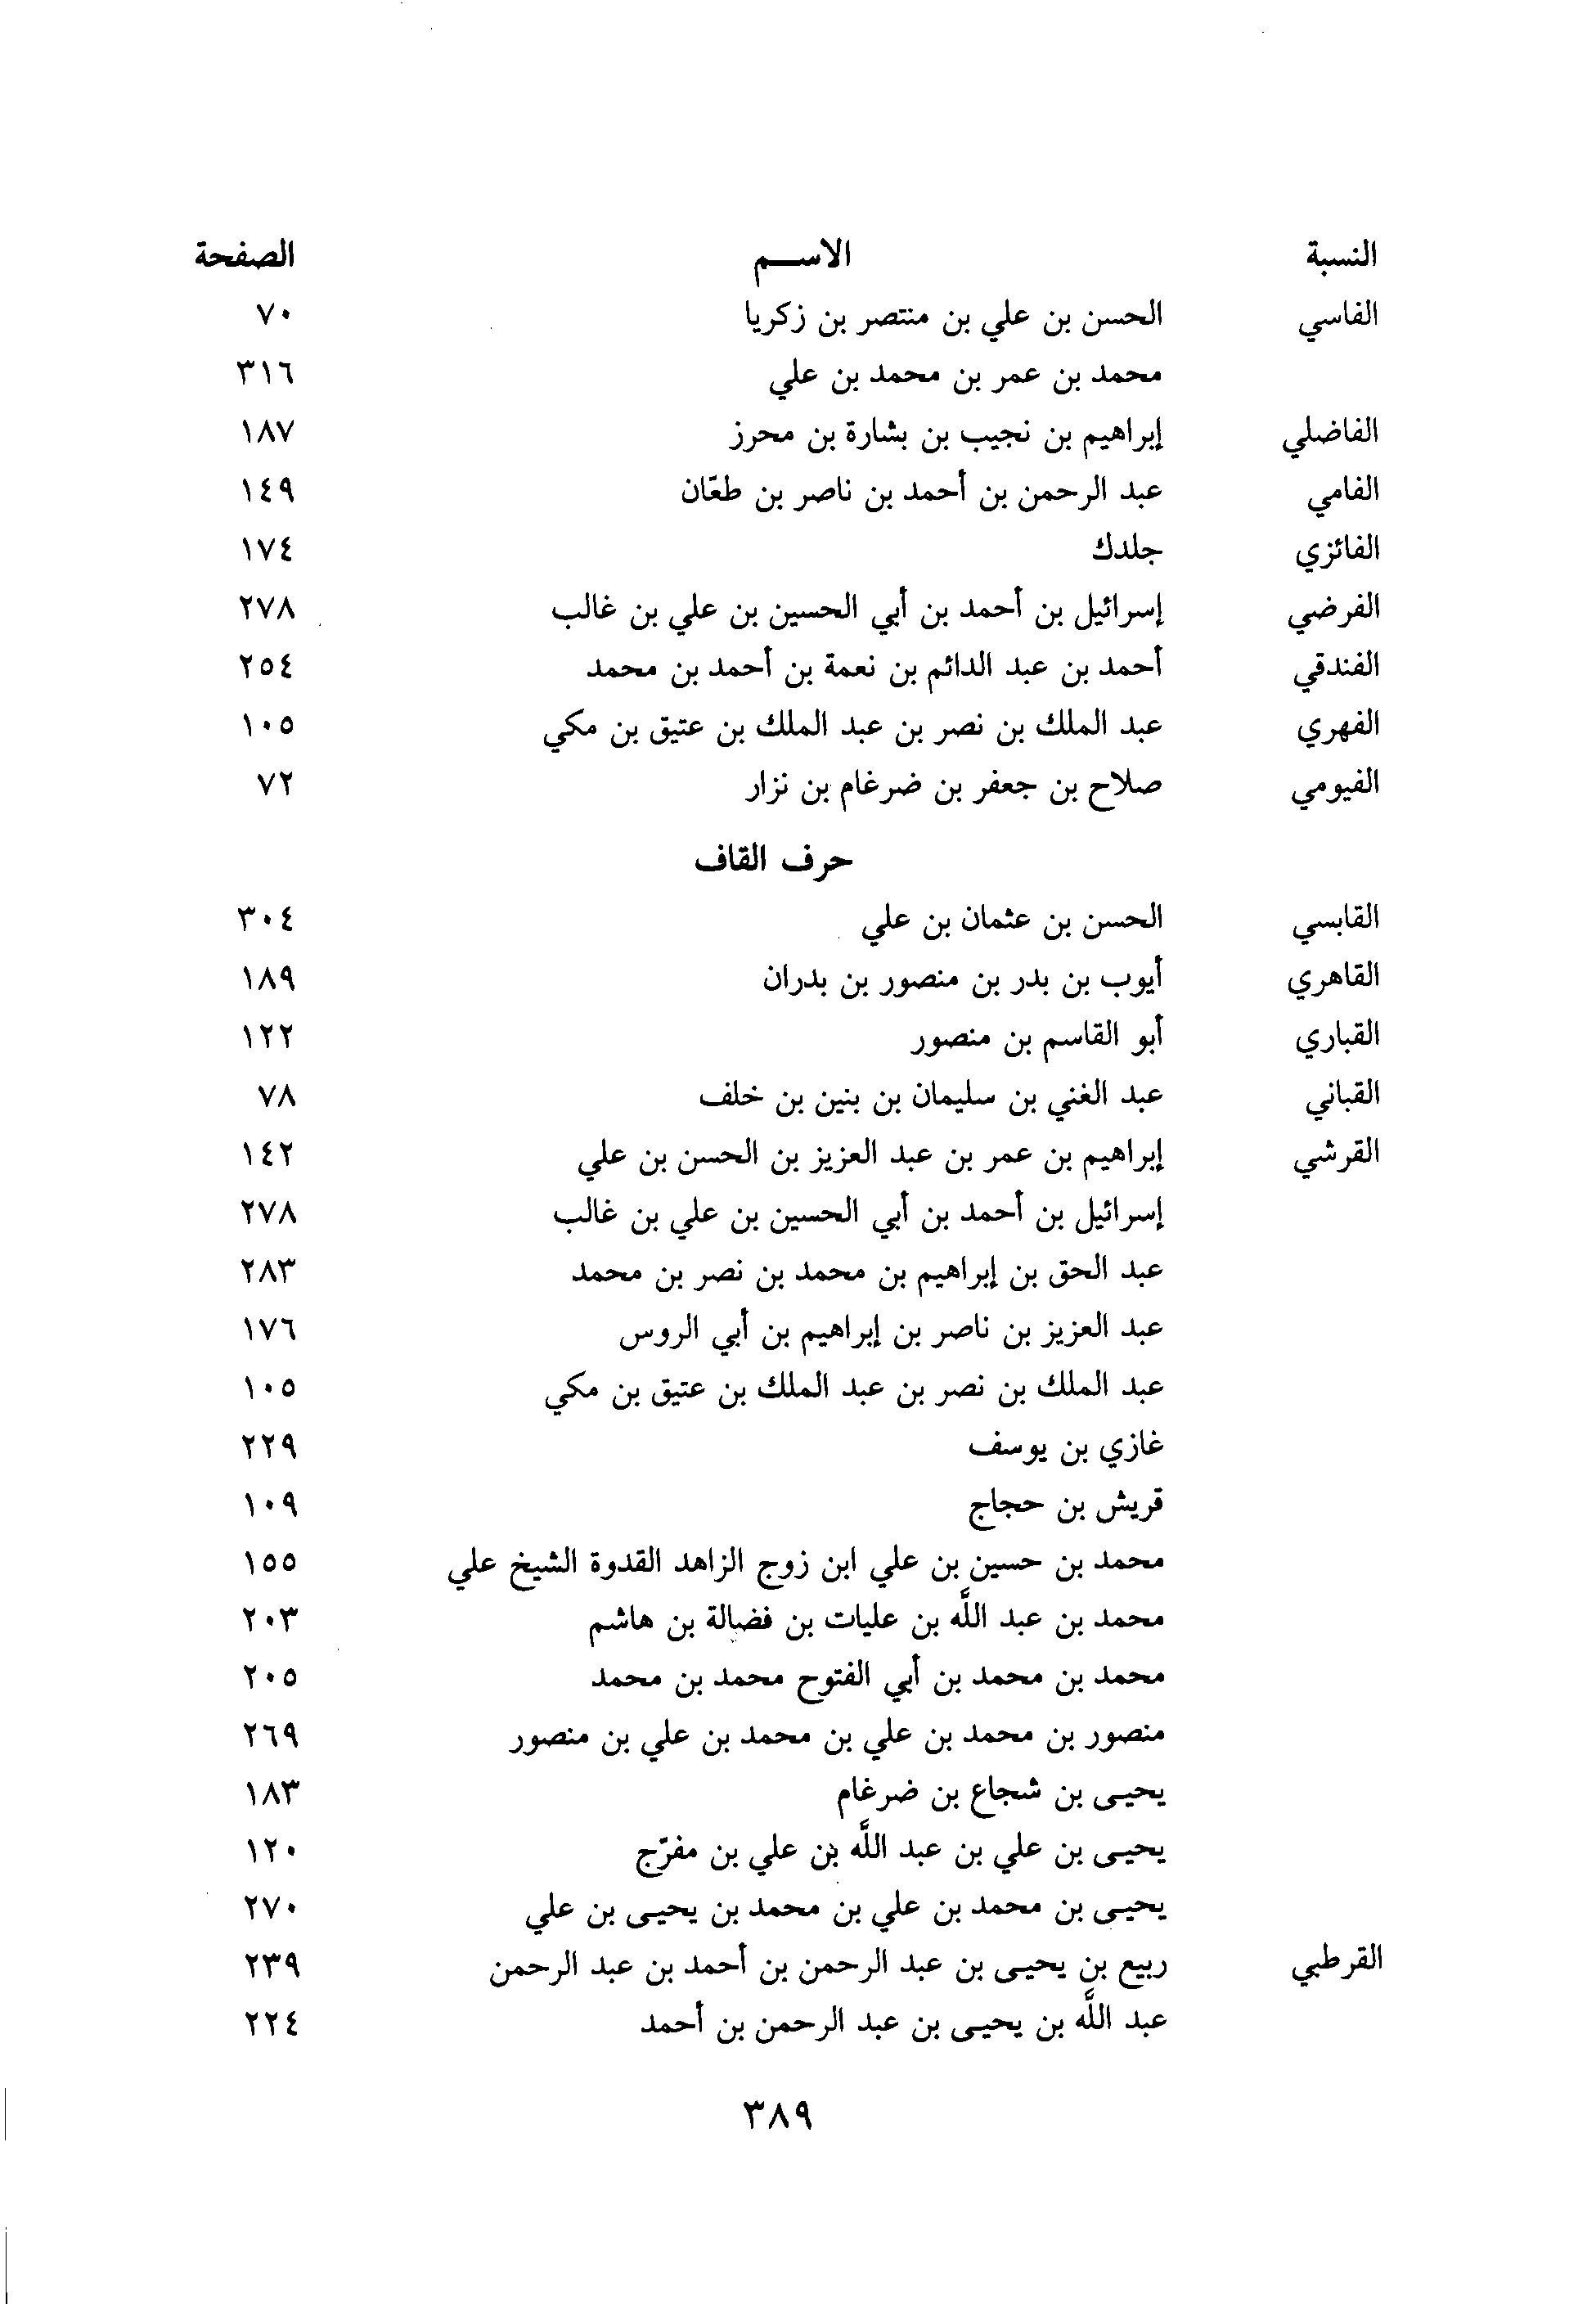 النسبة الاســم الصفحة
الفاسي الحسن بن علي بن منتصر بن زكريا ٧٠
محمد بن عمر بن محمد بن علي ٣١٦
الفاضلي إبراهيم بن نجيب بن بشارة بن محرز ١٨٧
الفامي عبد الرحمن بن أحمد بن ناصر بن طعّان ١٤٩
الفائزي جلدك ١٧٤
الفرضي إسرائيل بن أحمد بن أبي الحسين بن علي بن غالب ٢٧٨
الفندقي أحمد بن عبد الدائم بن نعمة بن أحمد بن محمد ٢٥٤
الفهري عبد الملك بن نصر بن عبد الملك بن عتيق بن مكي ١٠٥
الفيومي صلاح بن جعفر بن ضرغام بن نزار ٧٢
حرف القاف
القابسي الحسن بن عثمان بن علي ٣٠٤
القاهري أيوب بن بدر بن منصور بن بدران ١٨٩
القباري أبو القاسم بن منصور ١٢٢
القباني عبد الغني بن سليمان بن بنين بن خلف ٧٨
القرشي إبراهيم بن عمر بن عبد العزيز بن الحسن بن علي ١٤٢
إسرائيل بن أحمد بن أبي الحسين بن علي بن غالب ٢٧٨
عبد الحق بن إبراهيم بن محمد بن نصر بن محمد ٢٨٣
عبد العزيز بن ناصر بن إبراهيم بن أبي الروس ١٧٦
عبد الملك بن نصر بن عبد الملك بن عتيق بن مكي ١٠٥
غازي بن يوسف ٢٢٩
قريش بن حجاج ١٠٩
محمد بن حسين بن علي ابن زوج الزاهد القدوة الشيخ علي ١٥٥
محمد بن عبد اللَّه بن عليات بن فضالة بن هاشم ٢٠٣
محمد بن محمد بن أبي الفتوح محمد بن محمد ٢٠٥
منصور بن محمد بن علي بن محمد بن علي بن منصور ٢٦٩
يحيـى بن شجاع بن ضرغام ١٨٣
يحيـى بن علي بن عبد اللَّه بن علي بن مفرّج ١٢٠
يحيـى بن محمد بن علي بن محمد بن يحيـى بن علي ٢٧٠
القرطبي ربيع بن يحيـى بن عبد الرحمن بن أحمد بن عبد الرحمن ٢٣٩
عبد اللَّه بن يحيـى بن عبد الرحمن بن أحمد ٢٢٤
٣٨٩